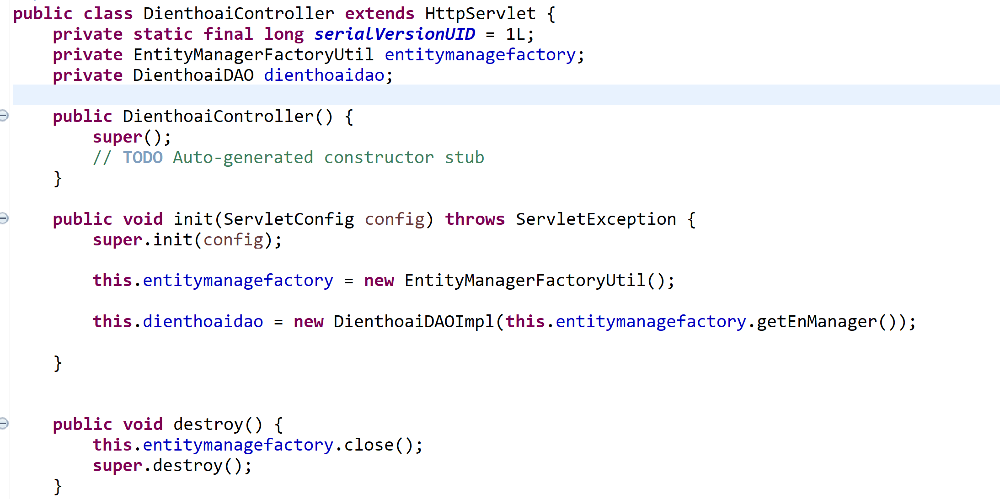 public class DienthoaiController extends HttpServlet {
private static final long serialVersionUID = 1L;
private EntityManagerFactoryUtil entitymanagefactory;
private DienthoaiDAO dienthoaidao;
public DienthoaiController() {
super();
// TODO Auto-generated constructor stub
}
public void init(ServletConfig config) throws ServletException {
super.init(config);
this.entitymanagefactory = new EntityManagerFactoryUtil();
this.dienthoaidao = new DienthoaiDAOImpl(this.entitymanagefactory.getEnManager());
}
public void destroy() {
this.entitymanagefactory.close();
super.destroy();
}